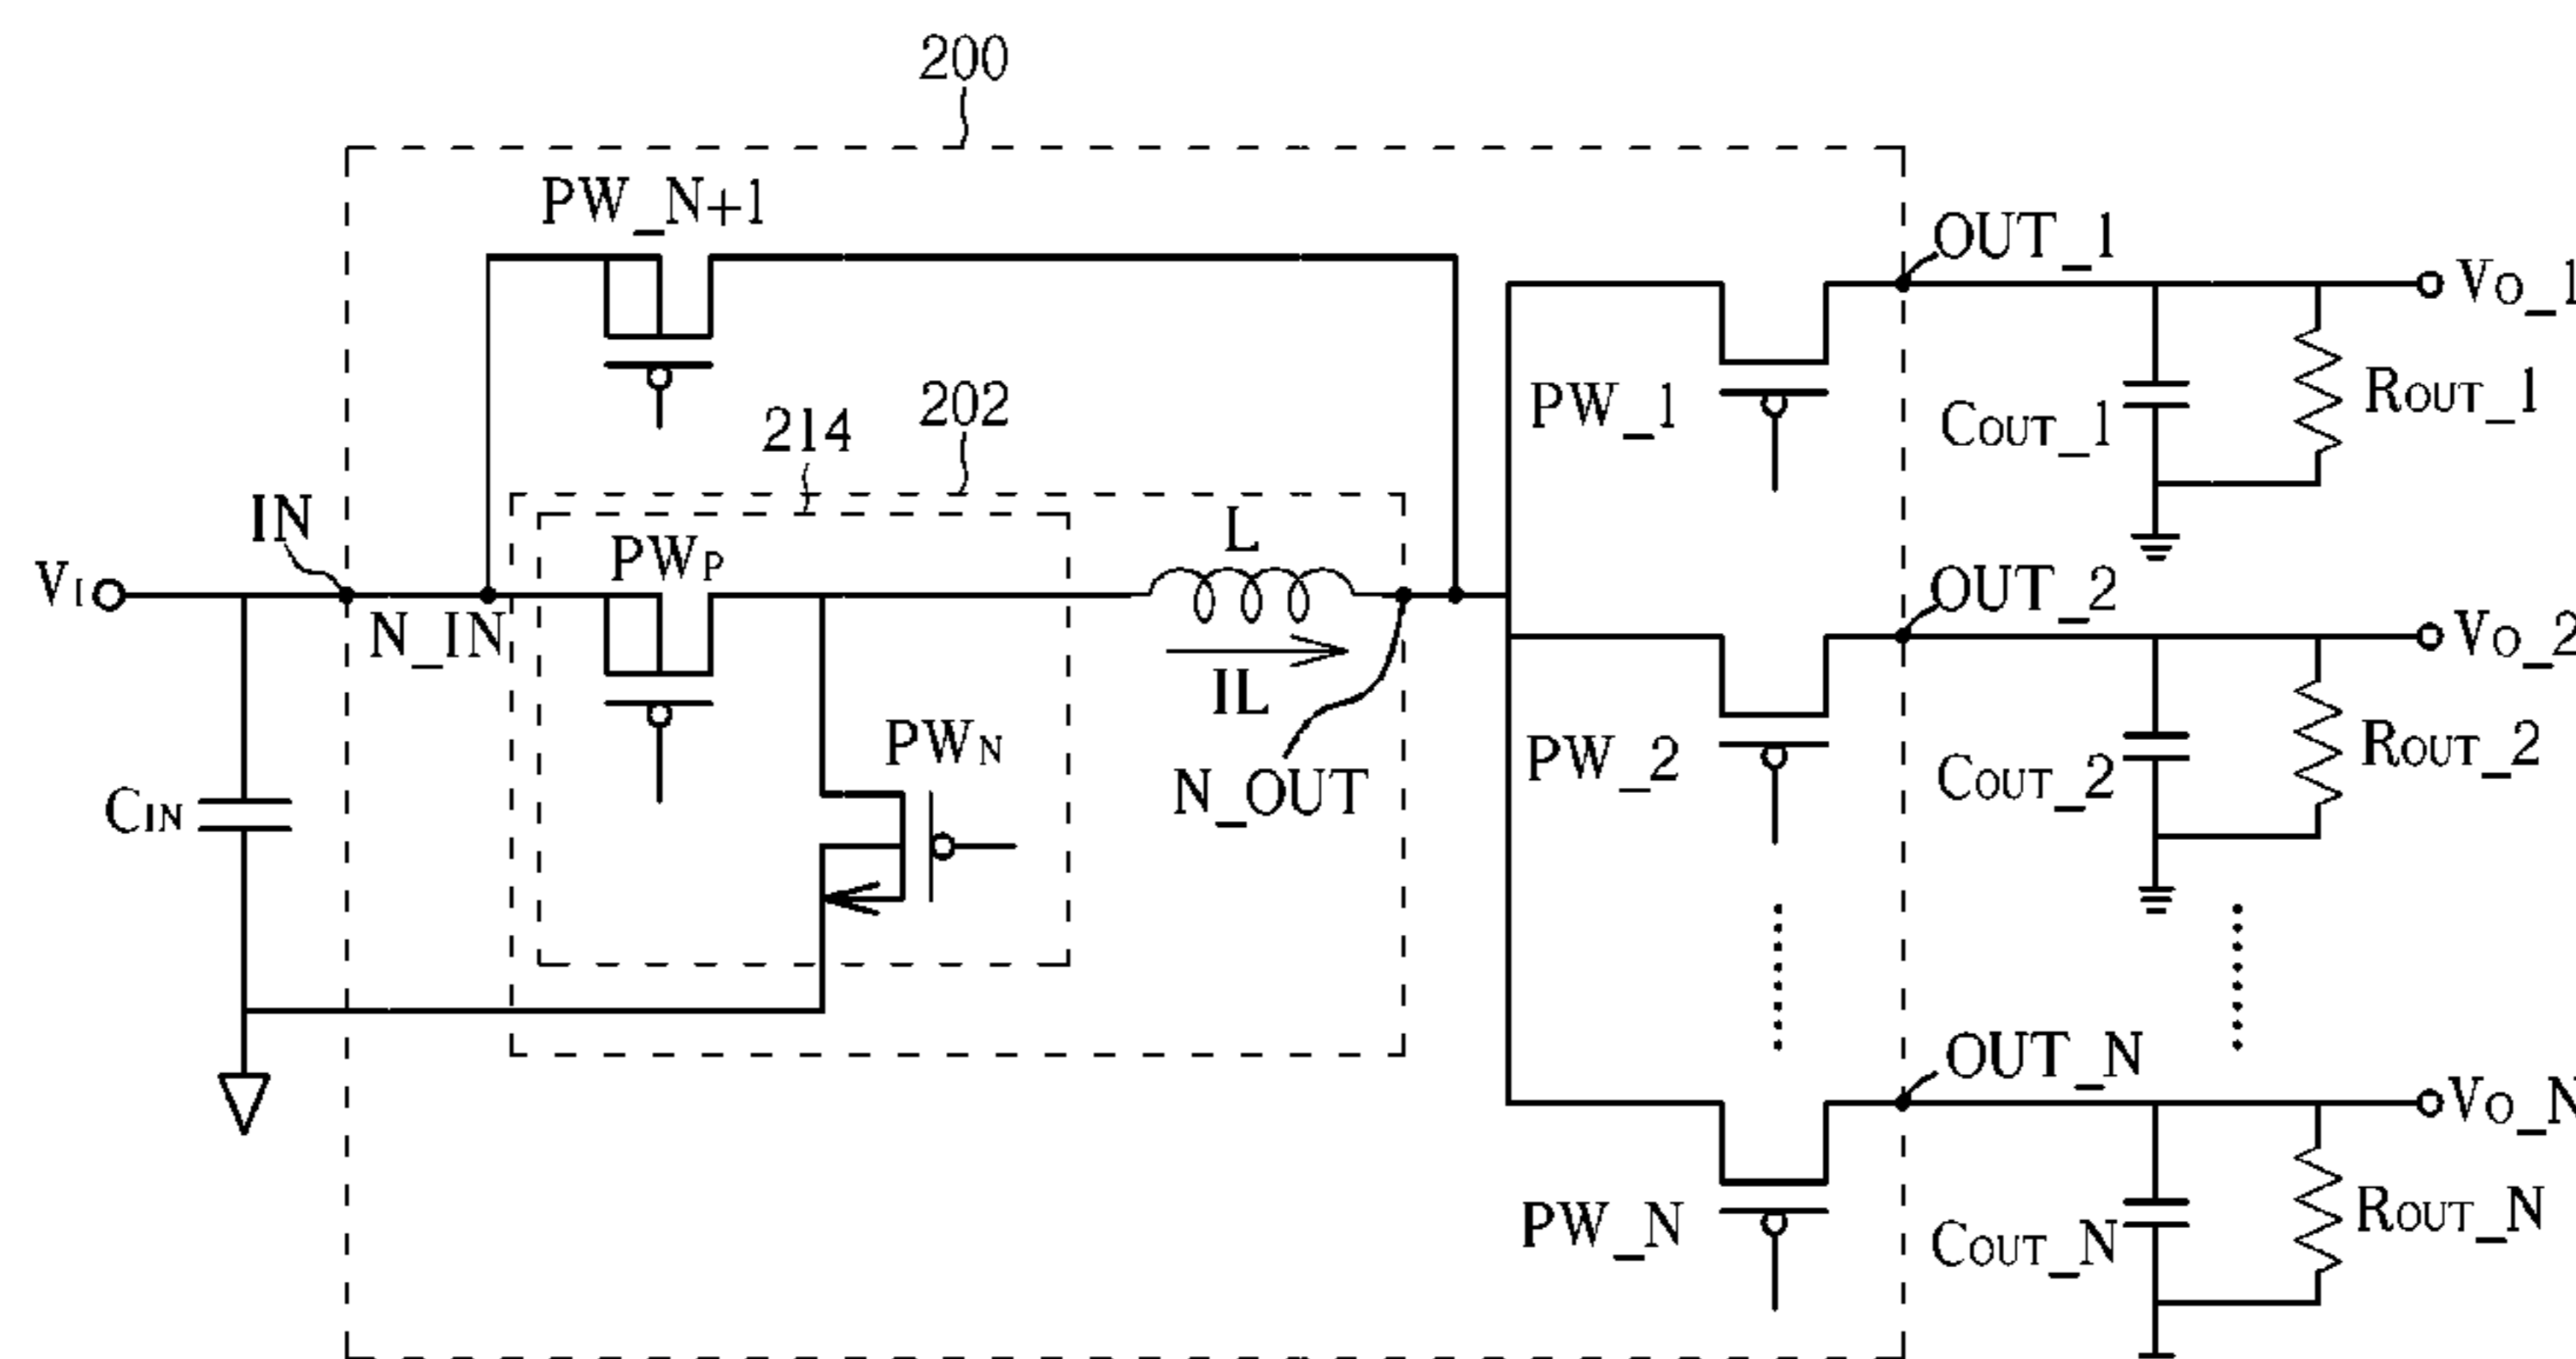 200
PW_N+1
OUT_1
VO_1
PW_1
COUT_1
ROUT_1
202
214
IN
VI
N_IN
PWP
L
IL
N_OUT
PWN
CIN
OUT_2
VO_2
PW_2
COUT_2
ROUT_2
OUT_N
VO_N
PW_N
COUT_N
ROUT_N